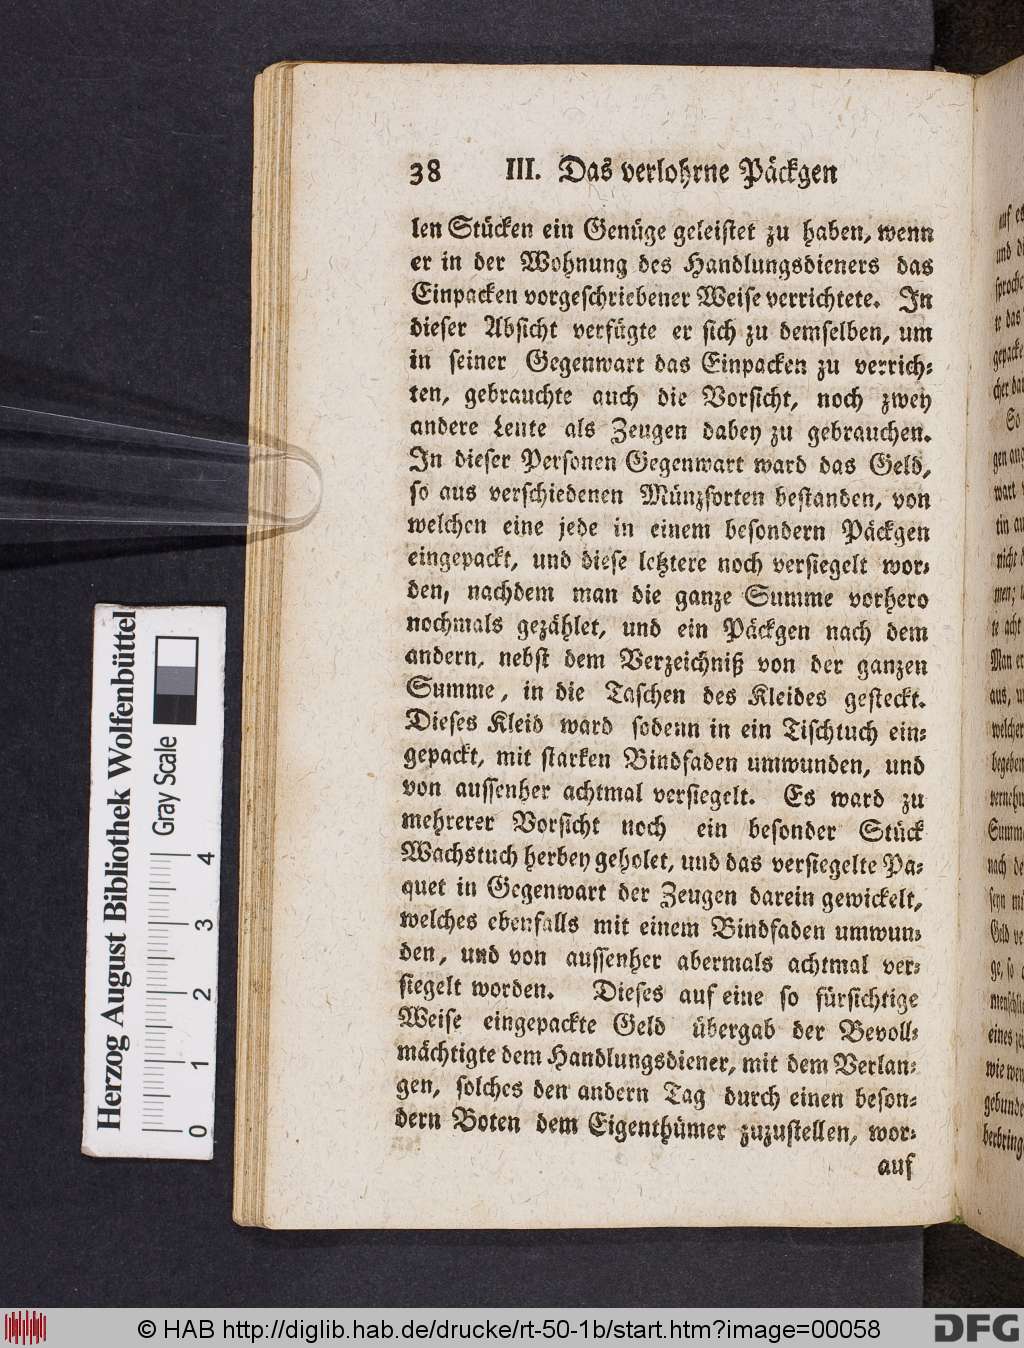 38 III. Das verlohrne Päckgen
len Stücken ein Genüge geleistet zu haben, wenn
er in der Wohnung des Handlungsdieners das
Einpacken vorgeschriebener Weise verrichtete. In
dieser Absicht verfügte er sich zu demselben, um
in seiner Gegenwart das Einpacken zu verrich-
ten, gebrauchte auch die Vorsicht, noch zwey
andere Leute als Zeugen dabey zu gebrauchen.
In dieser Personen Gegenwart ward das Geld,
so aus verschiedenen Münzsorten bestanden, von
welchen eine jede in einem besondern Päckgen
eingepackt, und diese letztere noch versiegelt wor-
den, nachdem man die ganze Summe vorhero
nochmals gezählet, und ein Päckgen nach dem
andern, nebst dem Verzeichniß von der ganzen
Summe, in die Taschen des Kleides gesteckt.
Dieses Kleid ward sodenn in ein Tischtuch ein-
gepackt, mit starken Bindfaden umwunden, und
von aussenher achtmal versiegelt. Es ward zu
mehrerer Vorsicht noch ein besonder Stück
Wachstuch herbey geholet, und das versiegelte Pa-
quet in Gegenwart der Zeugen darein gewickelt,
welches ebenfalls mit einem Bindfaden umwun-
den, und von aussenher abermals achtmal ver-
siegelt worden. Dieses auf eine so fürsichtige
Weise eingepackte Geld übergab der Bevoll-
mächtigte dem Handlungsdiener, mit dem Verlan-
gen, solches den andern Tag durch einen beson-
dern Boten dem Eigenthümer zuzustellen, wor-
auf
Herzog August Bibliothek Wolfenbüttel
Gray Scale
0 1 2 3 4
© HAB http://diglib.hab.de/drucke/rt-50-1b/start.htm?image=00058
DFG